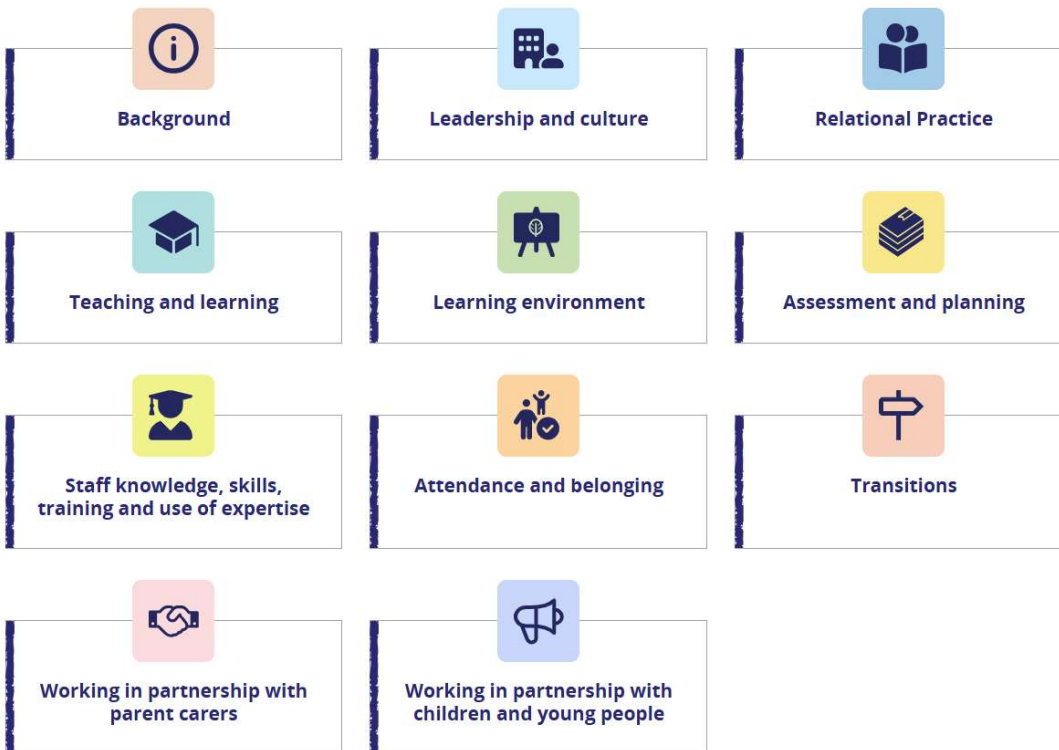 Background
Leadership and culture
Relational Practice
Teaching and learning
Learning environment
Assessment and planning
Staff knowledge, skills,
training and use of expertise
Attendance and belonging
Transitions
Working in partnership with
parent carers
Working in partnership with
children and young people